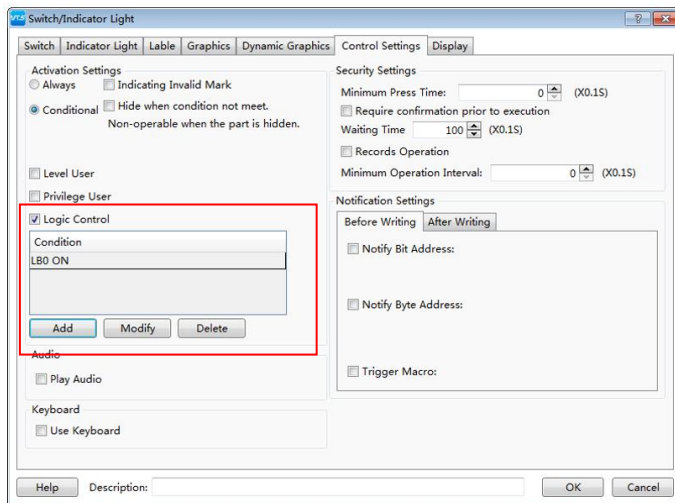 VTS Switch/Indicator Light
Switch Indicator Light Lable Graphics Dynamic Graphics Control Settings Display
Activation Settings
Always Indicating Invalid Mark
Conditional Hide when condition not meet.
Non-operable when the part is hidden.
Level User
Privilege User
Logic Control
Condition
LB0 ON
Add Modify Delete
Audio
Play Audio
Keyboard
Use Keyboard
Security Settings
Minimum Press Time: 0 (X0.1S)
Require confirmation prior to execution
Waiting Time 100 (X0.1S)
Records Operation
Minimum Operation Interval: 0 (X0.1S)
Notification Settings
Before Writing After Writing
Notify Bit Address:
Notify Byte Address:
Trigger Macro:
Help Description: OK Cancel